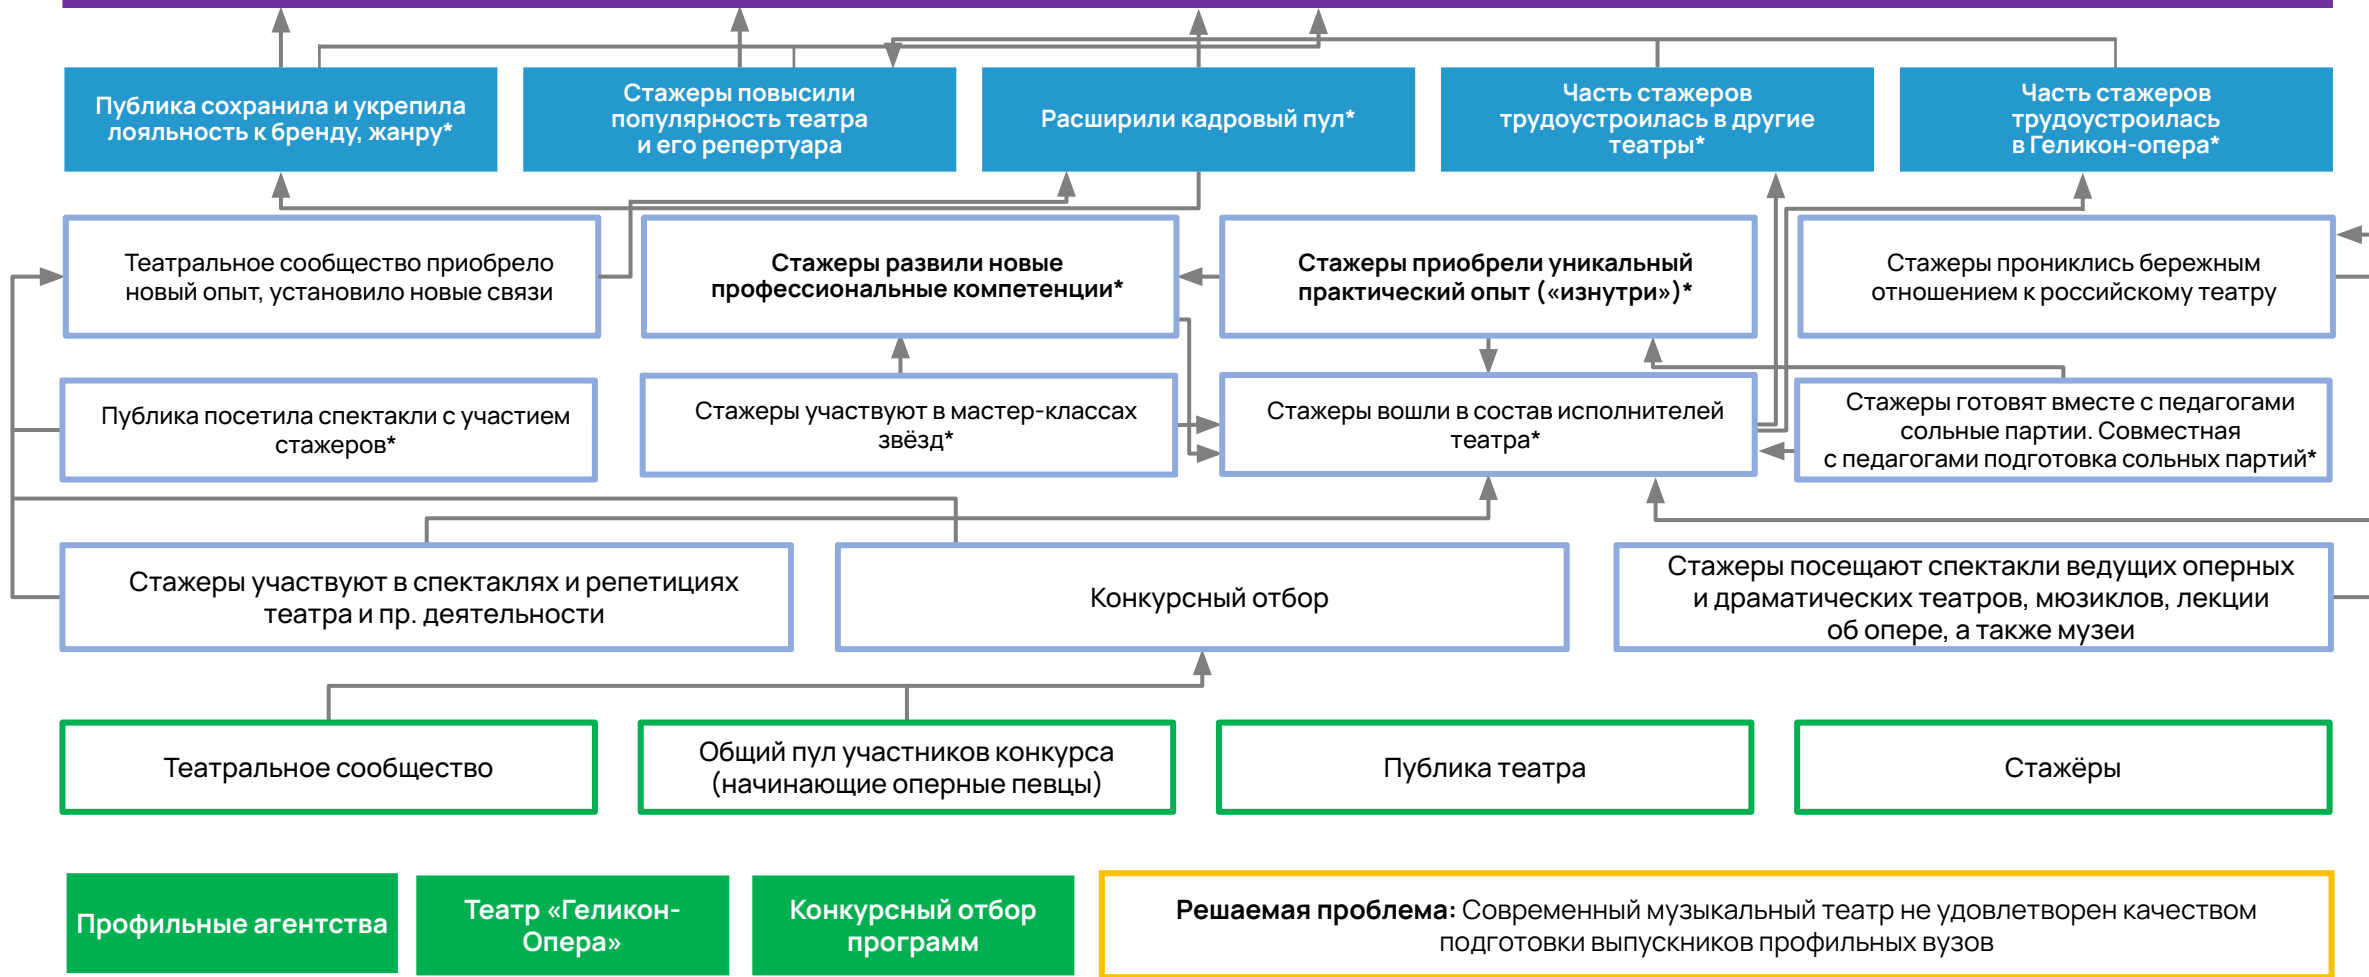 Публика сохранила и укрепила
лояльность к бренду, жанру*
Стажеры повысили
популярность театра
и его репертуара
Расширили кадровый пул*
Часть стажеров
трудоустроилась в другие
театры*
Часть стажеров
трудоустроилась
в Геликон-опера*
Театральное сообщество приобрело
новый опыт, установило новые связи
Стажеры развили новые
профессиональные компетенции*
Стажеры приобрели уникальный
практический опыт («изнутри»)*
Стажеры прониклись бережным
отношением к российскому театру
Публика посетила спектакли с участием
стажеров*
Стажеры участвуют в мастер-классах
звёзд*
Стажеры вошли в состав исполнителей
театра*
Стажеры готовят вместе с педагогами
сольные партии. Совместная
с педагогами подготовка сольных партий*
Стажеры участвуют в спектаклях и репетициях
театра и пр. деятельности
Конкурсный отбор
Стажеры посещают спектакли ведущих оперных
и драматических театров, мюзиклов, лекции
об опере, а также музеи
Театральное сообщество
Общий пул участников конкурса
(начинающие оперные певцы)
Публика театра
Стажёры
Профильные агентства
Театр «Геликон-
Опера»
Конкурсный отбор
программ
Решаемая проблема: Современный музыкальный театр не удовлетворен качеством
подготовки выпускников профильных вузов